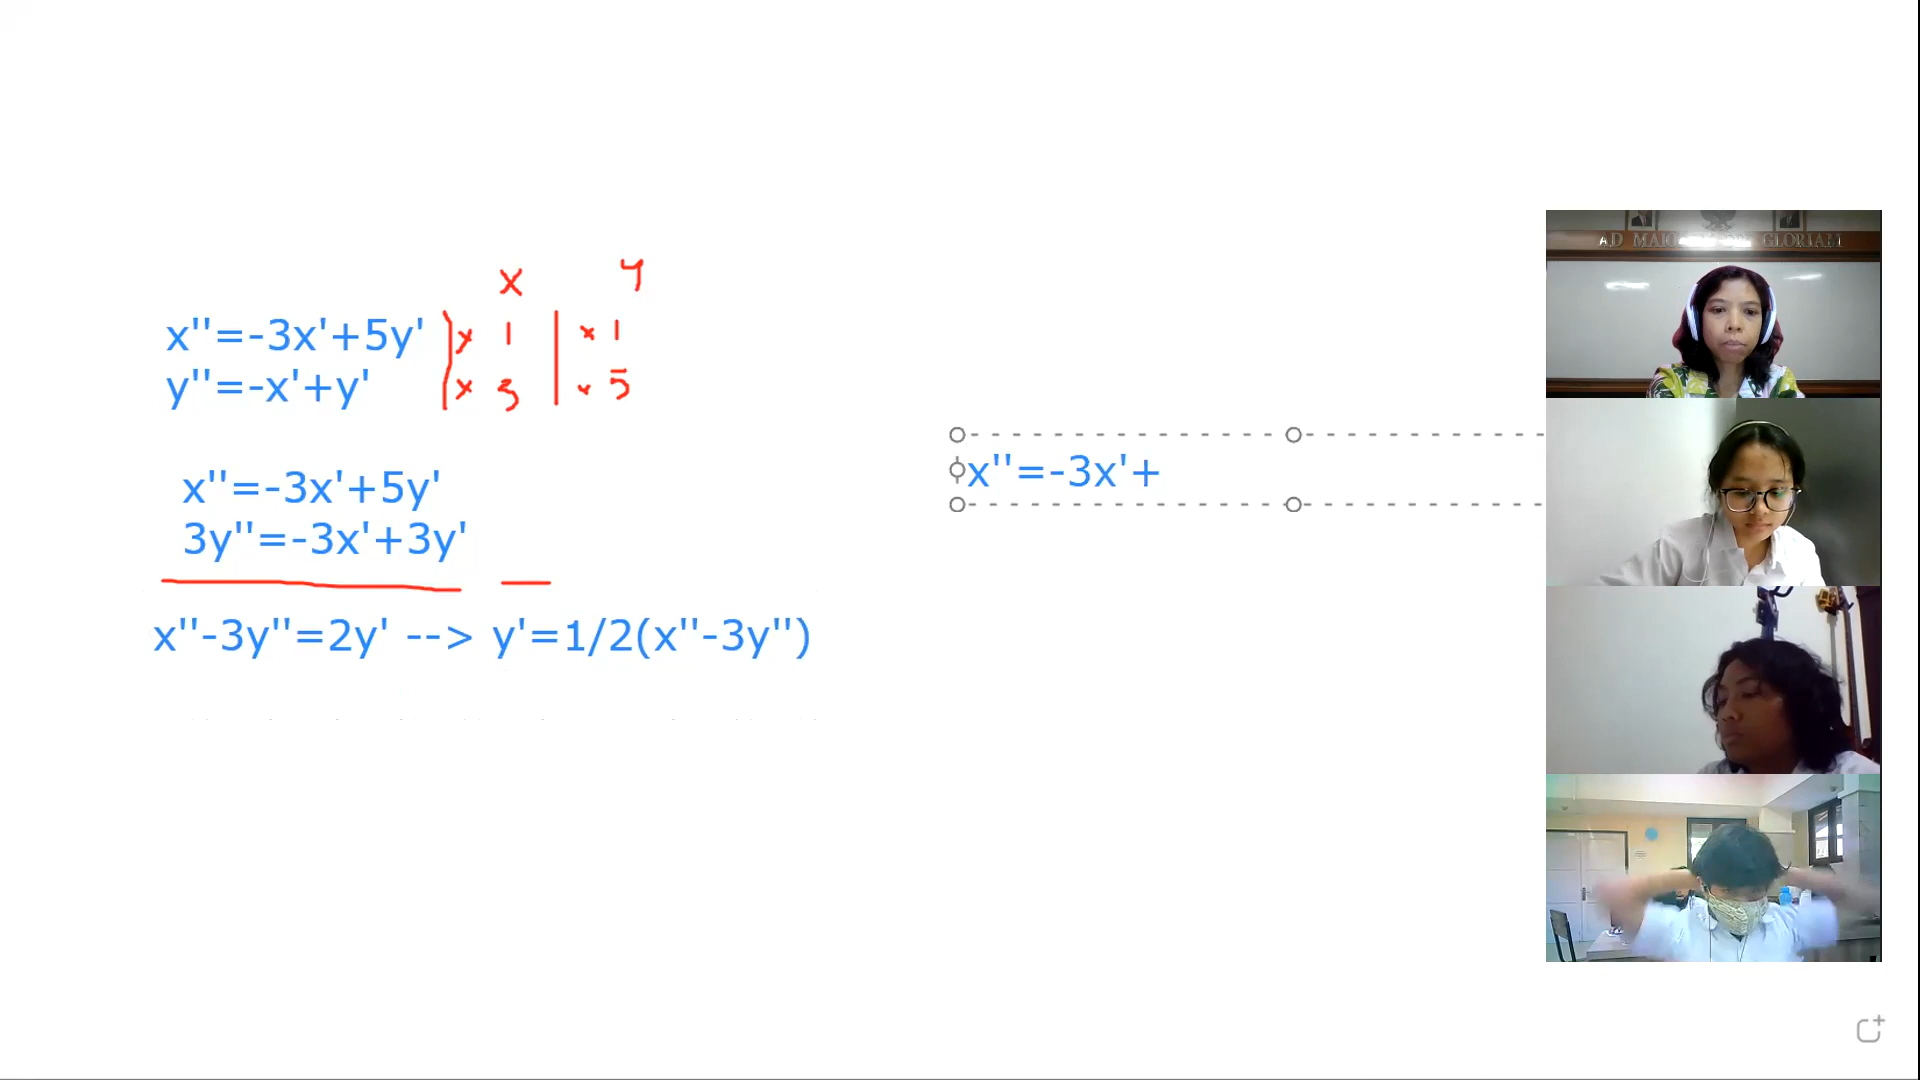 x y
x''=-3x'+5y' x 1 x 1
y''=-x'+y' x 3 x 5
x''=-3x'+5y'
3y''=-3x'+3y'
x''-3y''=2y' --> y'=1/2(x''-3y'')
x''=-3x'+
AD GLORIAM